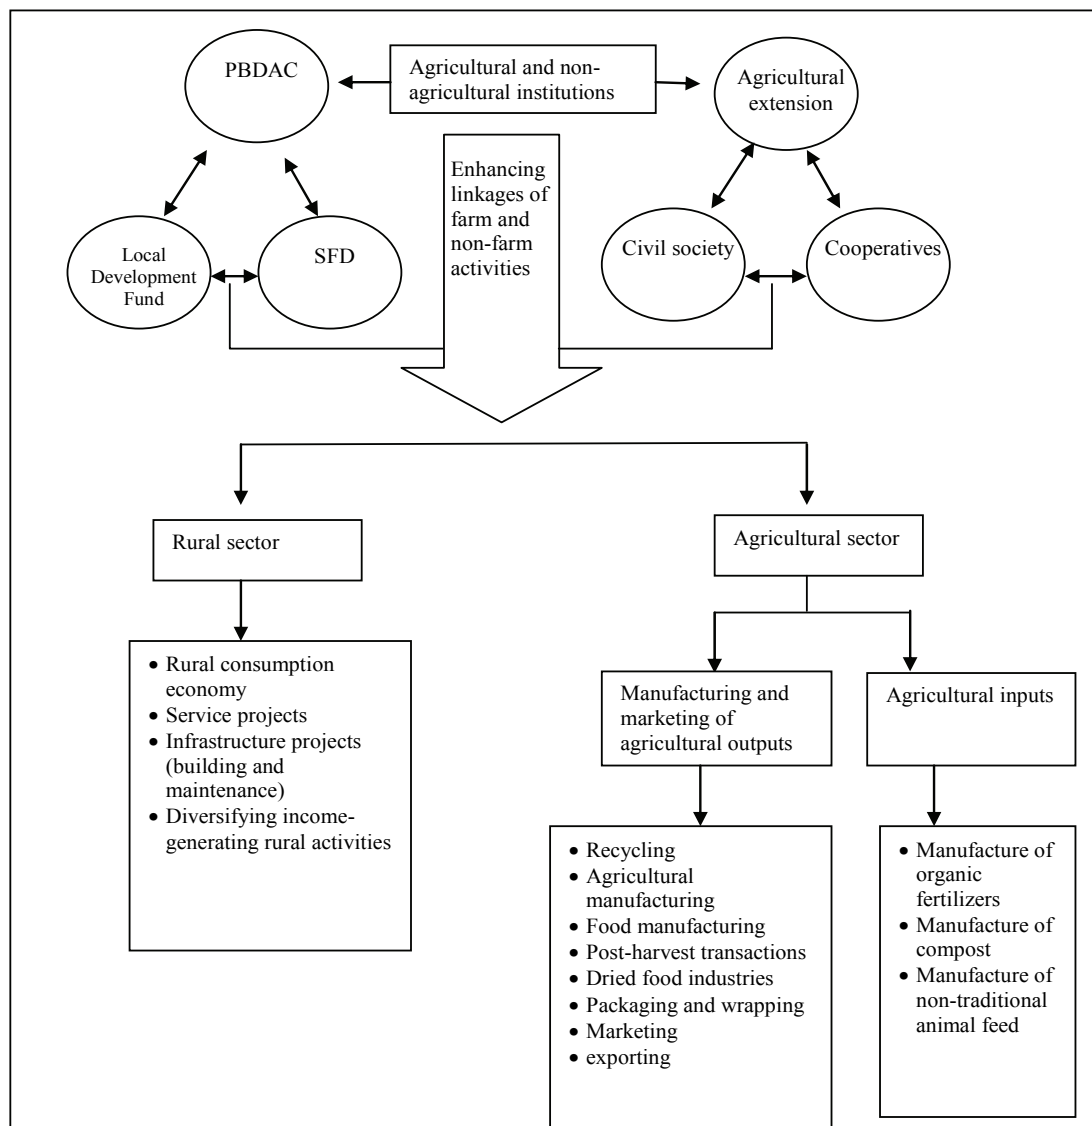 PBDAC
Agricultural and non-
agricultural institutions
Agricultural
extension
Enhancing
linkages of
farm and
non-farm
activities
Local
Development
Fund
SFD
Civil society
Cooperatives
Rural sector
Agricultural sector
• Rural consumption
economy
• Service projects
• Infrastructure projects
(building and
maintenance)
• Diversifying income-
generating rural activities
Manufacturing and
marketing of
agricultural outputs
Agricultural inputs
• Recycling
• Agricultural
manufacturing
• Food manufacturing
• Post-harvest transactions
• Dried food industries
• Packaging and wrapping
• Marketing
• exporting
• Manufacture of
organic
fertilizers
• Manufacture of
compost
• Manufacture of
non-traditional
animal feed